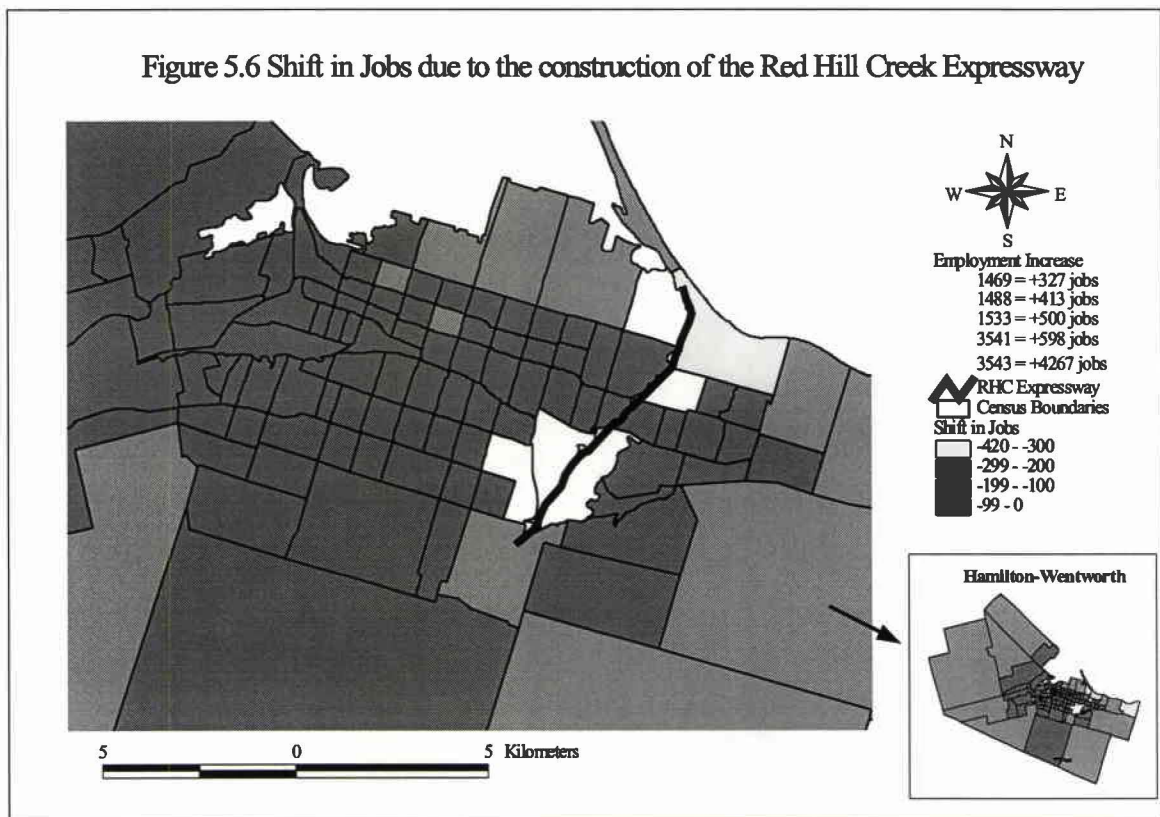 Figure 5.6 Shift in Jobs due to the construction of the Red Hill Creek Expressway
N
W E
S
Employment Increase
1469 = +327 jobs
1488 = +413 jobs
1533 = +500 jobs
3541 = +598 jobs
3543 = +4267 jobs
RHC Expressway
Census Boundaries
Shift in Jobs
-420 - -300
-299 - -200
-199 - -100
-99 - 0
Hamilton-Wentworth
5 0 5 Kilometers